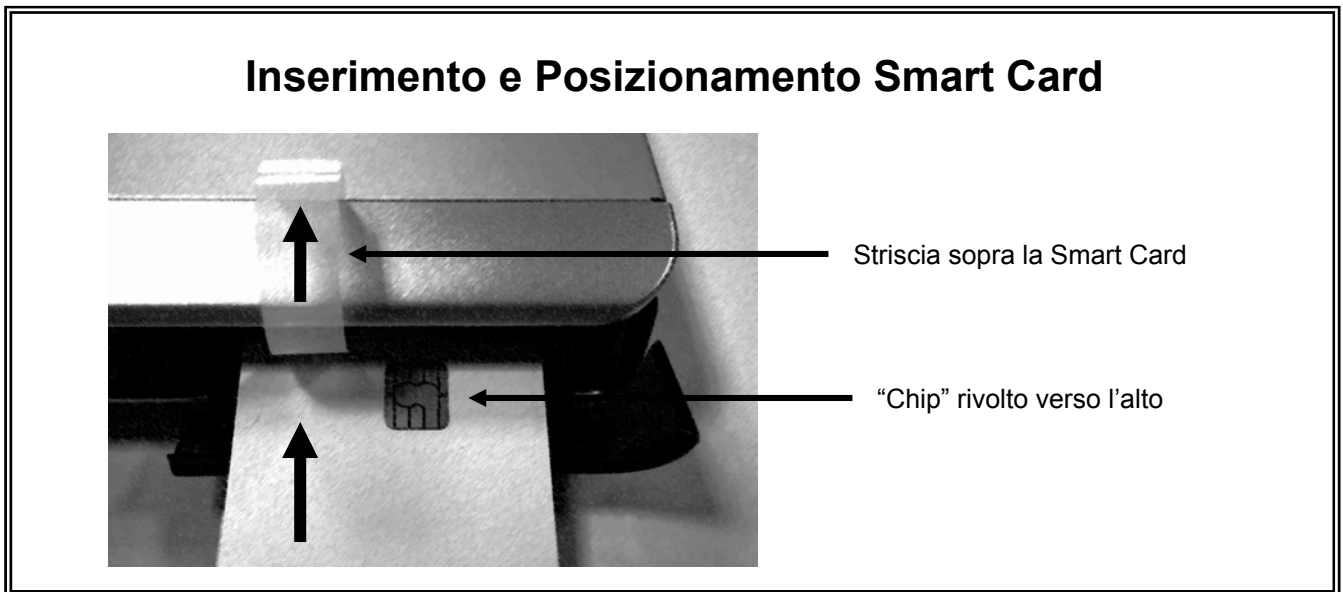 Inserimento e Posizionamento Smart Card
Striscia sopra la Smart Card
“Chip” rivolto verso l’alto